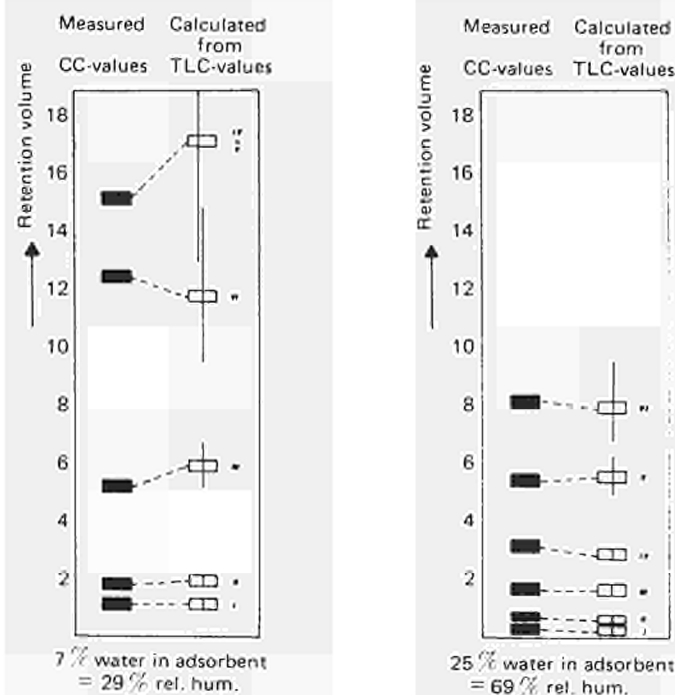 Measured Calculated
from
CC-values TLC-values
Retention volume
18
16
14
12
10
8
6
4
2
7 % water in adsorbent
= 29 % rel. hum.
Measured Calculated
from
CC-values TLC-values
Retention volume
18
16
14
12
10
8
6
4
2
25 % water in adsorbent
= 69 % rel. hum.